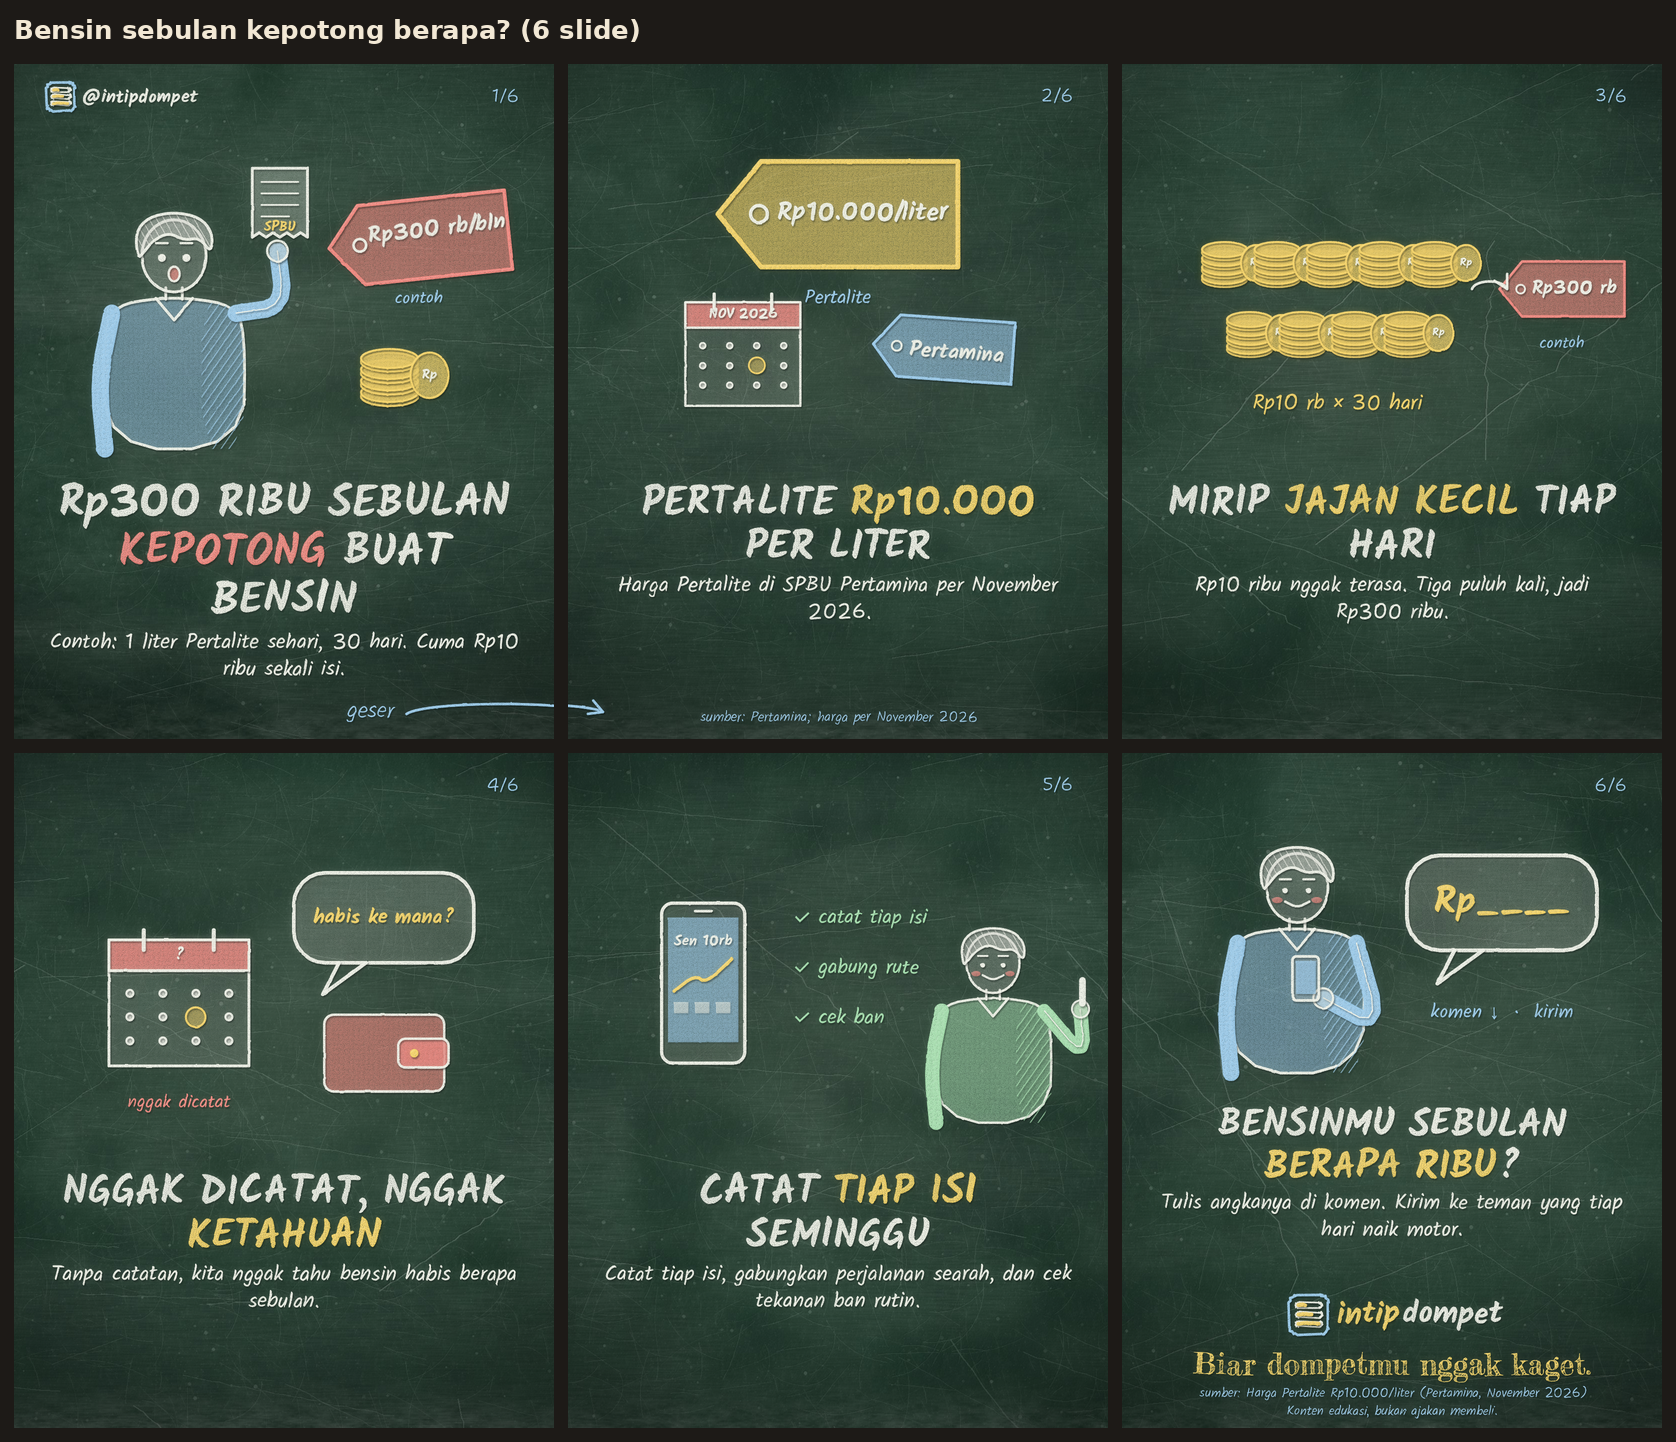 Bensin sebulan kepotong berapa? (6 slide)
@intipdompet
1/6
SPBU
Rp300 rb/bln
contoh
Rp
Rp300 RIBU SEBULAN
KEPOTONG BUAT
BENSIN
Contoh: 1 liter Pertalite sehari, 30 hari. Cuma Rp10
ribu sekali isi.
geser
2/6
Rp10.000/liter
Pertalite
NOV 2026
Pertamina
PERTALITE Rp10.000
PER LITER
Harga Pertalite di SPBU Pertamina per November
2026.
sumber: Pertamina; harga per November 2026
3/6
Rp
Rp300 rb
Rp
contoh
Rp10 rb × 30 hari
MIRIP JAJAN KECIL TIAP
HARI
Rp10 ribu nggak terasa. Tiga puluh kali, jadi
Rp300 ribu.
4/6
habis ke mana?
?
nggak dicatat
NGGAK DICATAT, NGGAK
KETAHUAN
Tanpa catatan, kita nggak tahu bensin habis berapa
sebulan.
5/6
Sen 10rb
✓ catat tiap isi
✓ gabung rute
✓ cek ban
CATAT TIAP ISI
SEMINGGU
Catat tiap isi, gabungkan perjalanan searah, dan cek
tekanan ban rutin.
6/6
Rp____
komen ↓ · kirim
BENSINMU SEBULAN
BERAPA RIBU?
Tulis angkanya di komen. Kirim ke teman yang tiap
hari naik motor.
intipdompet
Biar dompetmu nggak kaget.
sumber: Harga Pertalite Rp10.000/liter (Pertamina, November 2026)
Konten edukasi, bukan ajakan membeli.